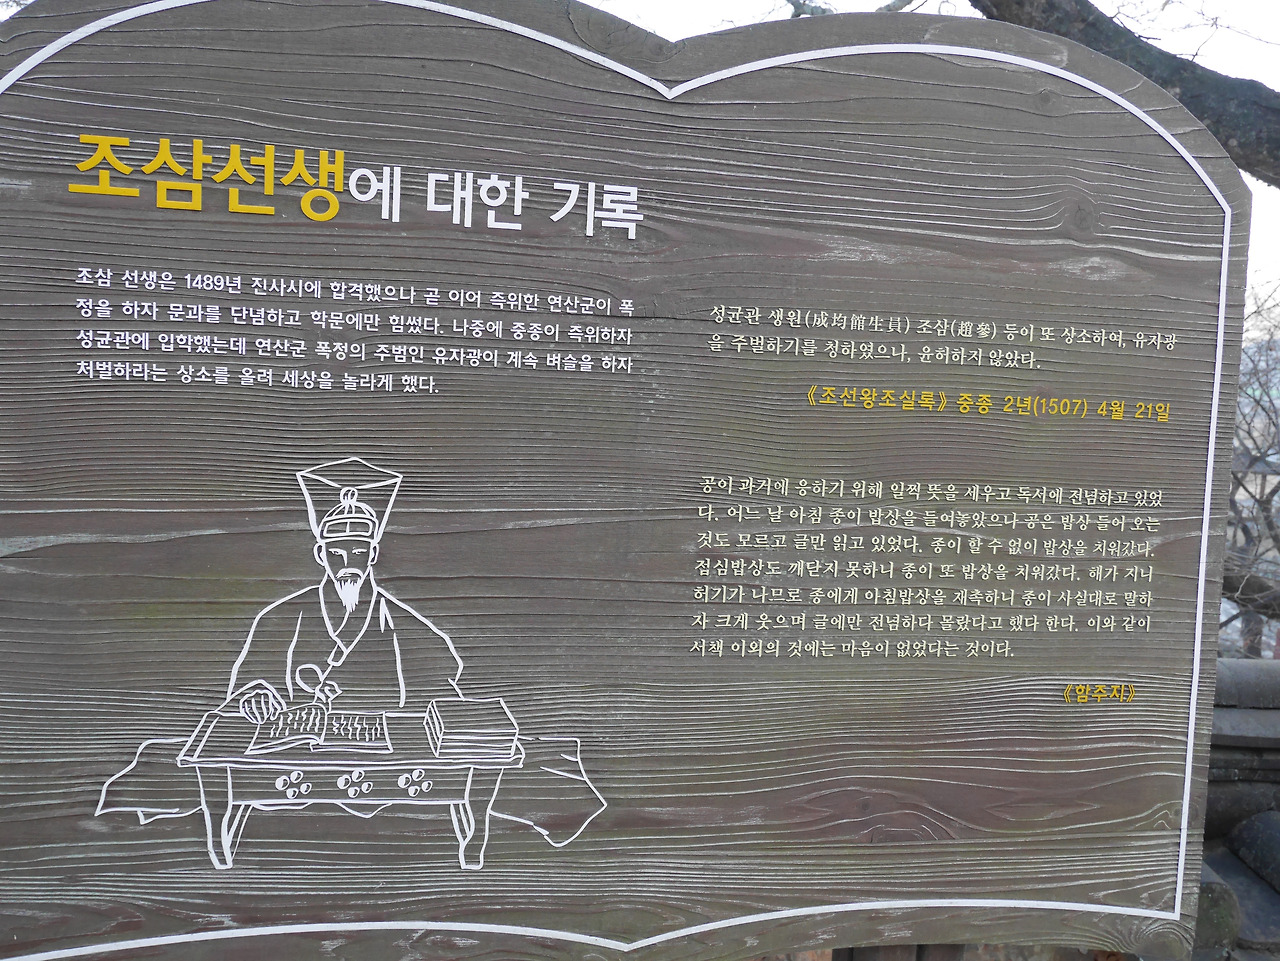 조삼선생에 대한 기록
조삼 선생은 1489년 진사시에 합격했으나 곧 이어 즉위한 연산군이 폭
정을 하자 문과를 단념하고 학문에만 힘썼다. 나중에 중종이 즉위하자
성균관에 입학했는데 연산군 폭정의 주범인 유자광이 계속 벼슬을 하자
처벌하라는 상소를 올려 세상을 놀라게 했다.
성균관 생원(成均館生員) 조삼(趙參) 등이 또 상소하여, 유자광
을 주벌하기를 청하였으나, 윤허하지 않았다.
《조선왕조실록》 중종 2년(1507) 4월 21일
공이 과거에 응하기 위해 일찍 뜻을 세우고 독서에 전념하고 있었
다. 어느 날 아침 종이 밥상을 들여놓았으나 공은 밥상 들어 오는
것도 모르고 글만 읽고 있었다. 종이 할 수 없이 밥상을 치워갔다.
점심밥상도 깨닫지 못하니 종이 또 밥상을 치워갔다. 해가 지니
허기가 나므로 종에게 아침밥상을 재촉하니 종이 사실대로 말하
자 크게 웃으며 글에만 전념하다 몰랐다고 했다 한다. 이와 같이
서책 이외의 것에는 마음이 없었다는 것이다.
《함주지》